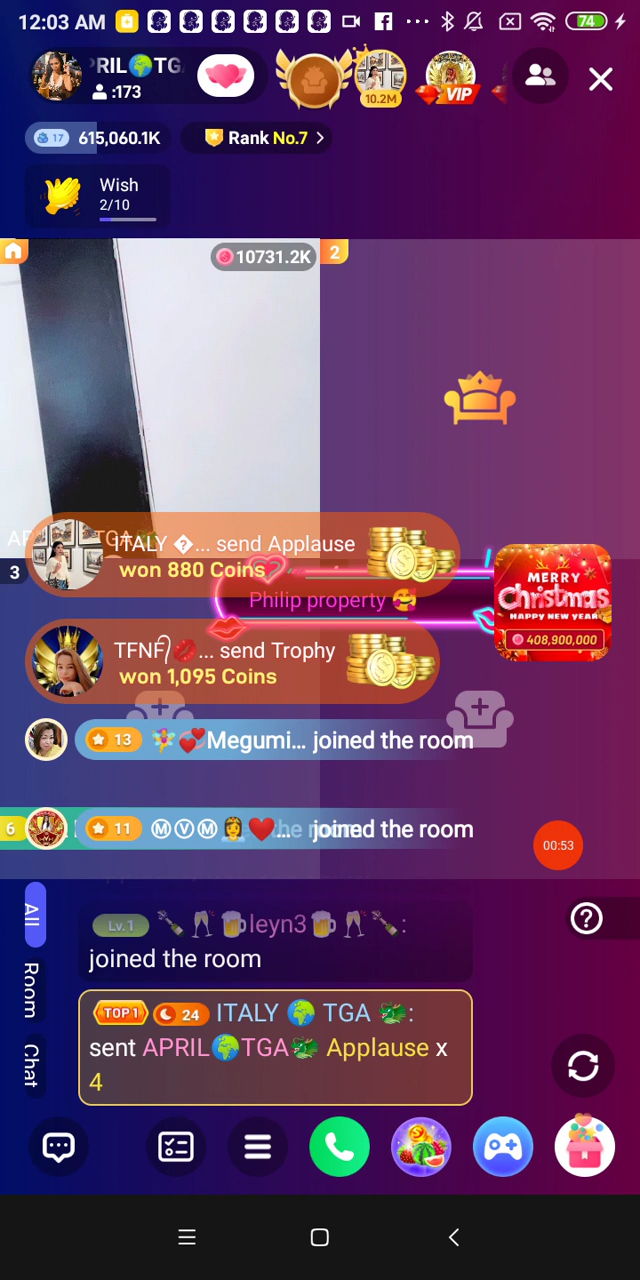 12:03 AM
74
PRIL🌍TG
:173
10.2M
VIP
17 615,060.1K
Rank No.7 >
Wish
2/10
10731.2K
2
ITALY �... send Applause
won 880 Coins
3
Philip property 🥰
MERRY
Christmas
HAPPY NEW YEAR
408,900,000
TFNF᭄💋... send Trophy
won 1,095 Coins
13 🧚💞Megumi... joined the room
6
11 ⓂⓋⓂ👰❤️... joined the room
00:53
All
Room
Chat
Lv.1 🍾🥂🍺leyn3🍺🥂🍾:
joined the room
TOP1 24 ITALY 🌍 TGA 🐲:
sent APRIL🌍TGA🐲 Applause x
4